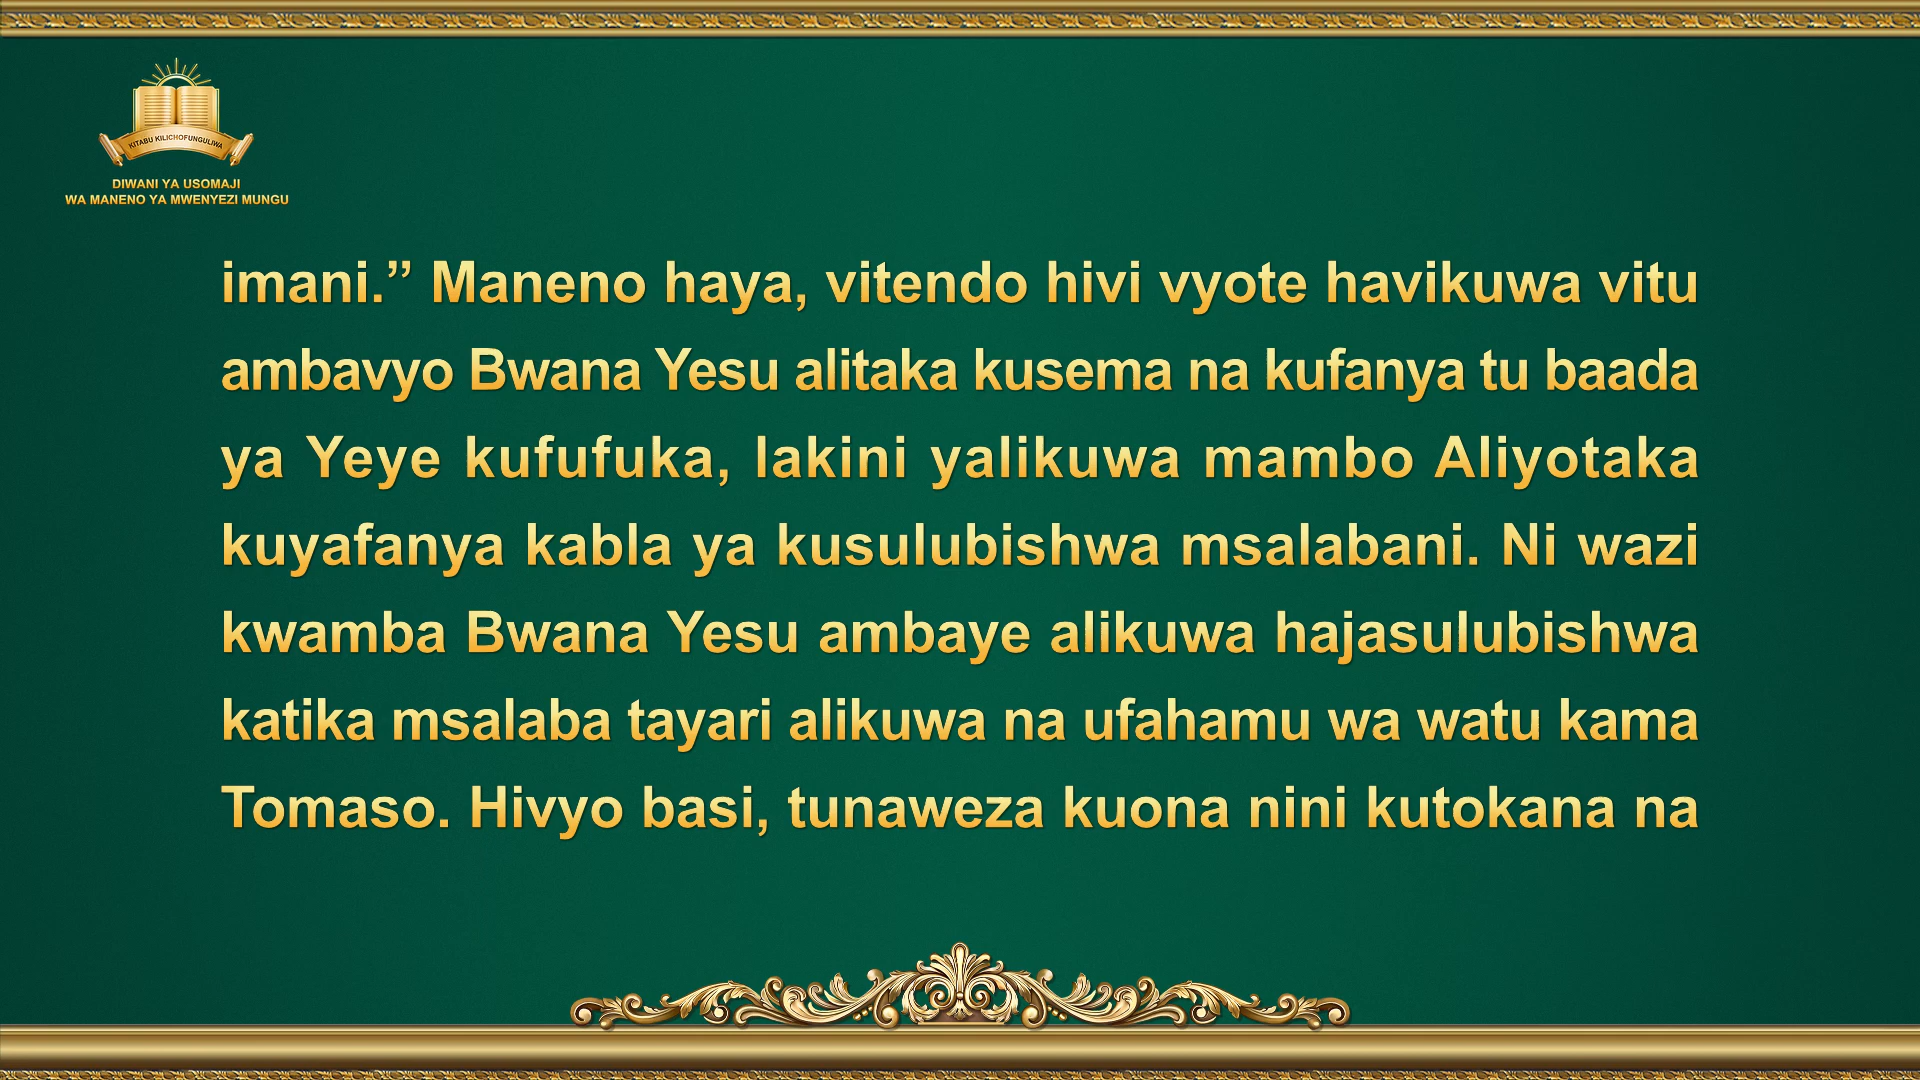 KITABU KILICHOFUNGULIWA
DIWANI YA USOMAJI
WA MANENO YA MWENYEZI MUNGU
imani.” Maneno haya, vitendo hivi vyote havikuwa vitu
ambavyo Bwana Yesu alitaka kusema na kufanya tu baada
ya Yeye kufufuka, lakini yalikuwa mambo Aliyotaka
kuyafanya kabla ya kusulubishwa msalabani. Ni wazi
kwamba Bwana Yesu ambaye alikuwa hajasulubishwa
katika msalaba tayari alikuwa na ufahamu wa watu kama
Tomaso. Hivyo basi, tunaweza kuona nini kutokana na